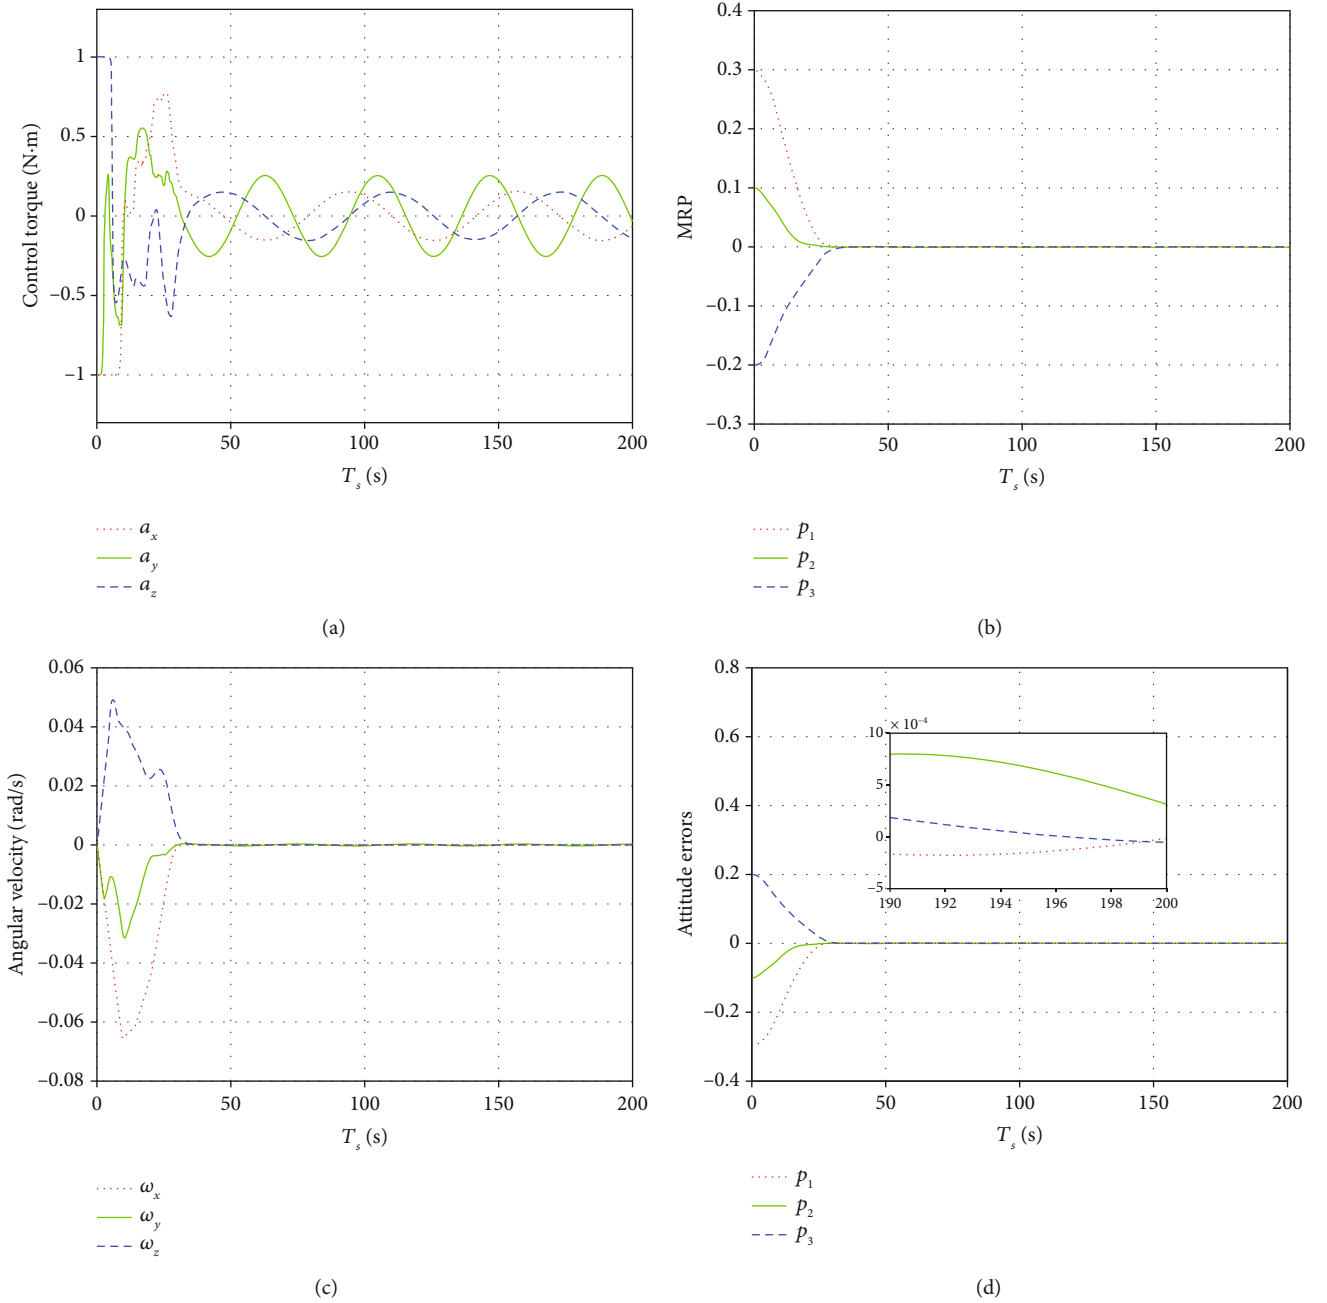 Control torque (N·m)
1
0.5
0
–0.5
–1
0 50 100 150 200
T_s (s)
a_x
a_y
a_z
(a)
MRP
0.4
0.3
0.2
0.1
0
–0.1
–0.2
–0.3
0 50 100 150 200
T_s (s)
p_1
p_2
p_3
(b)
Angular velocity (rad/s)
0.06
0.04
0.02
0
–0.02
–0.04
–0.06
–0.08
0 50 100 150 200
T_s (s)
ω_x
ω_y
ω_z
(c)
Attitude errors
0.8
0.6
0.4
0.2
0
–0.2
–0.4
0 50 100 150 200
× 10⁻⁴
10
5
0
–5
190 192 194 196 198 200
T_s (s)
p_1
p_2
p_3
(d)